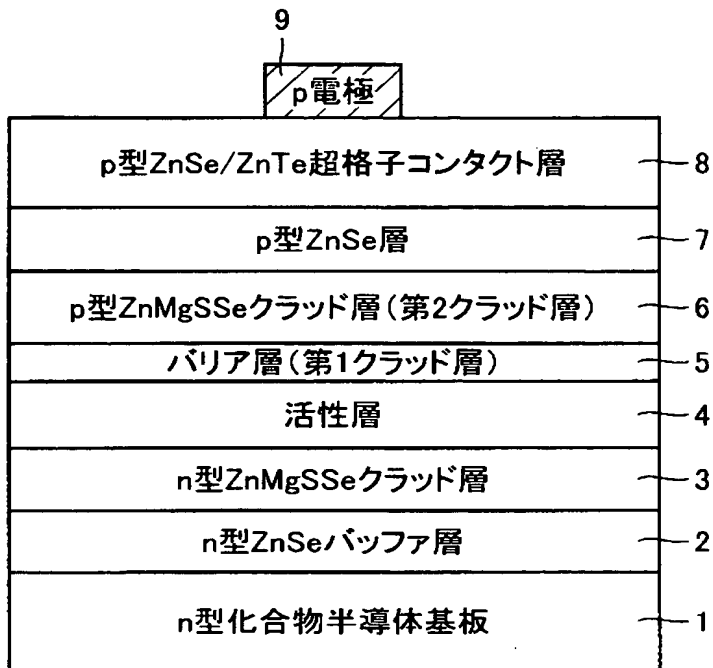 9
p電極
p型ZnSe/ZnTe超格子コンタクト層 8
p型ZnSe層 7
p型ZnMgSSeクラッド層(第2クラッド層) 6
バリア層(第1クラッド層) 5
活性層 4
n型ZnMgSSeクラッド層 3
n型ZnSeバッファ層 2
n型化合物半導体基板 1